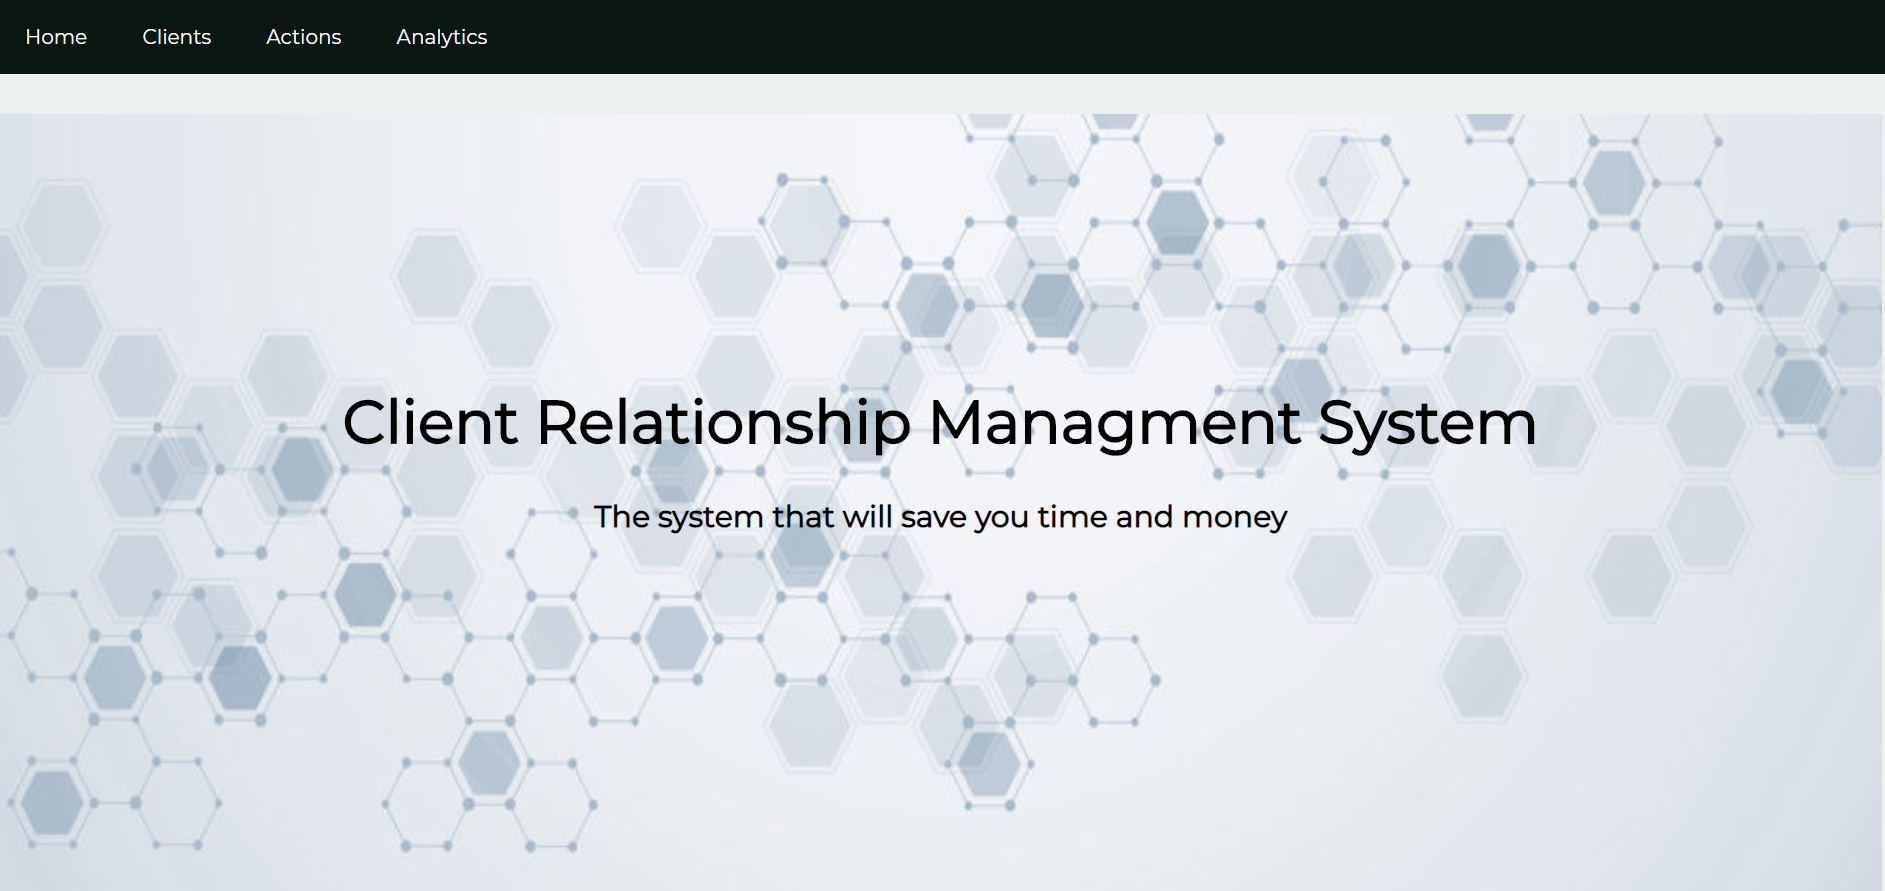 Home Clients Actions Analytics
Client Relationship Managment System
The system that will save you time and money